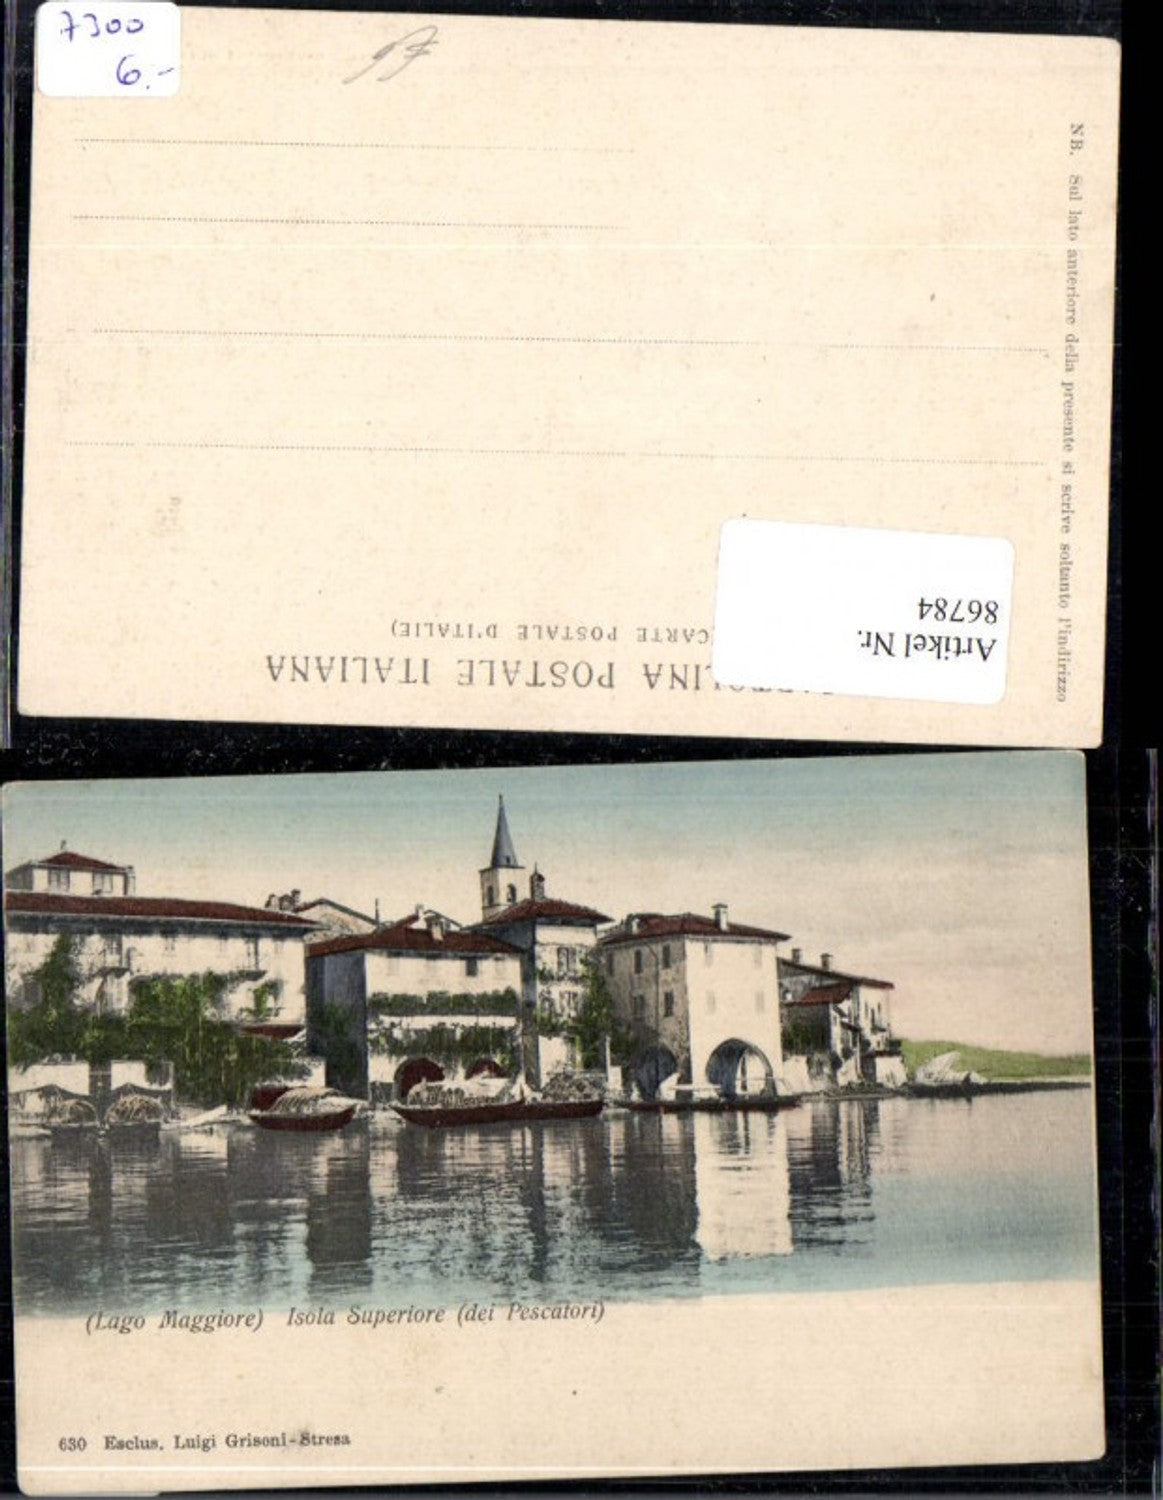 7300
6.-
NB. Sul lato anteriore della presente si scrive soltanto l'indirizzo
Artikel Nr.
86784
TOLINA POSTALE ITALIANA
CARTE POSTALE D'ITALIE)
(Lago Maggiore) Isola Superiore (dei Pescatori)
630 Esclus. Luigi Grisoni-Stresa